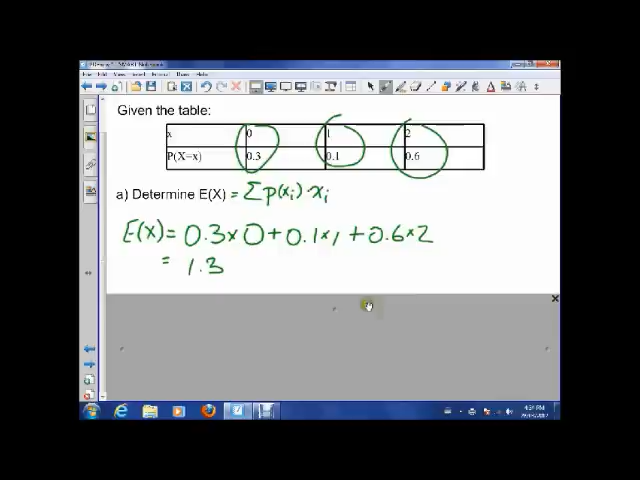 Given the table:
x 0 1 2
P(X=x) 0.3 0.1 0.6
a) Determine E(X) = Σ p(xᵢ)·xᵢ
E(x) = 0.3×0 + 0.1×1 + 0.6×2
= 1.3